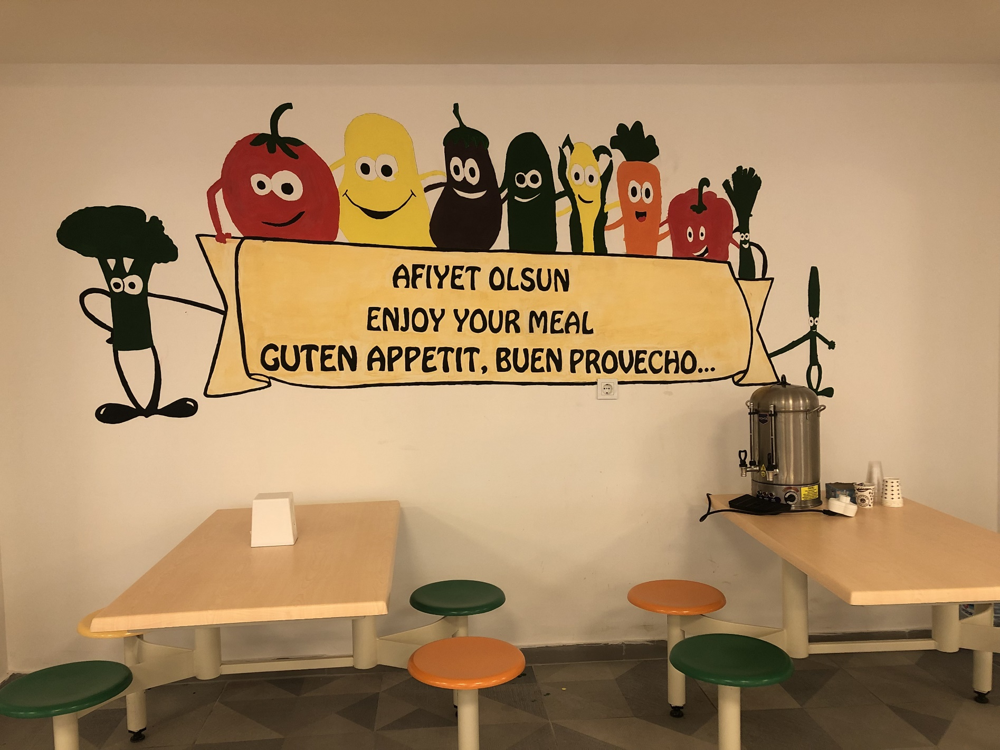 AFIYET OLSUN
ENJOY YOUR MEAL
GUTEN APPETIT, BUEN PROVECHO...